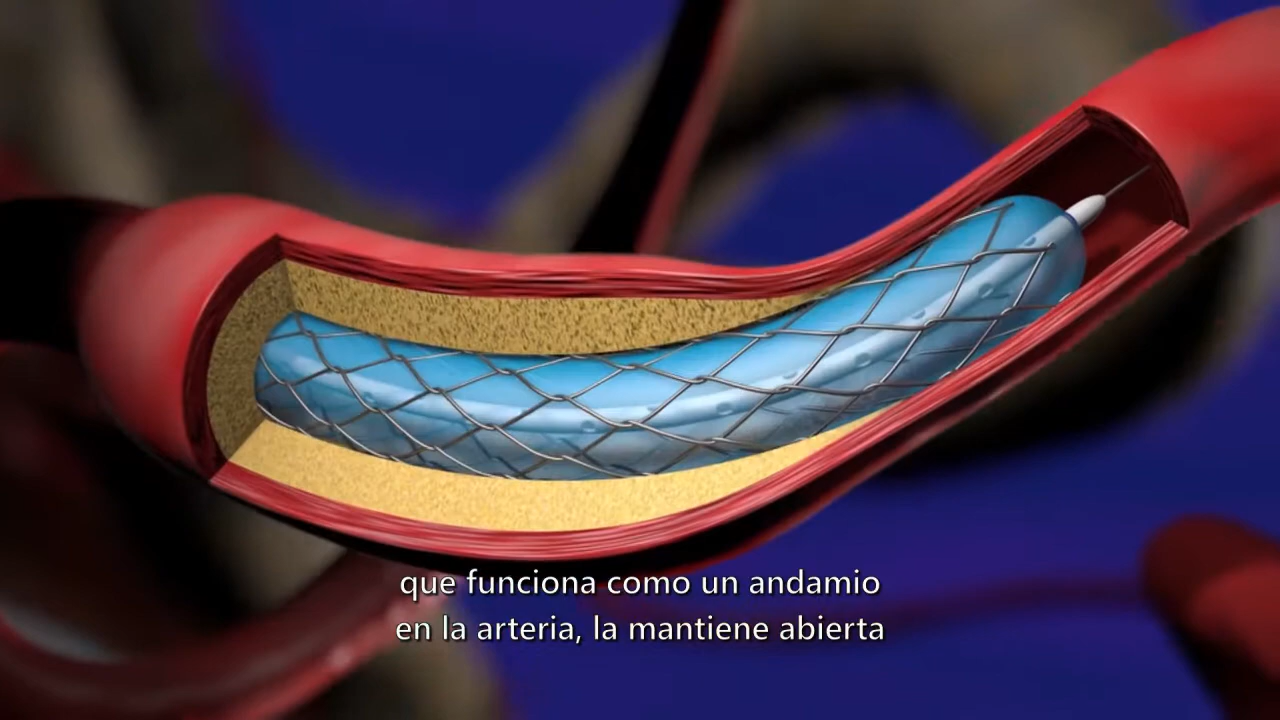 que funciona como un andamio
en la arteria, la mantiene abierta